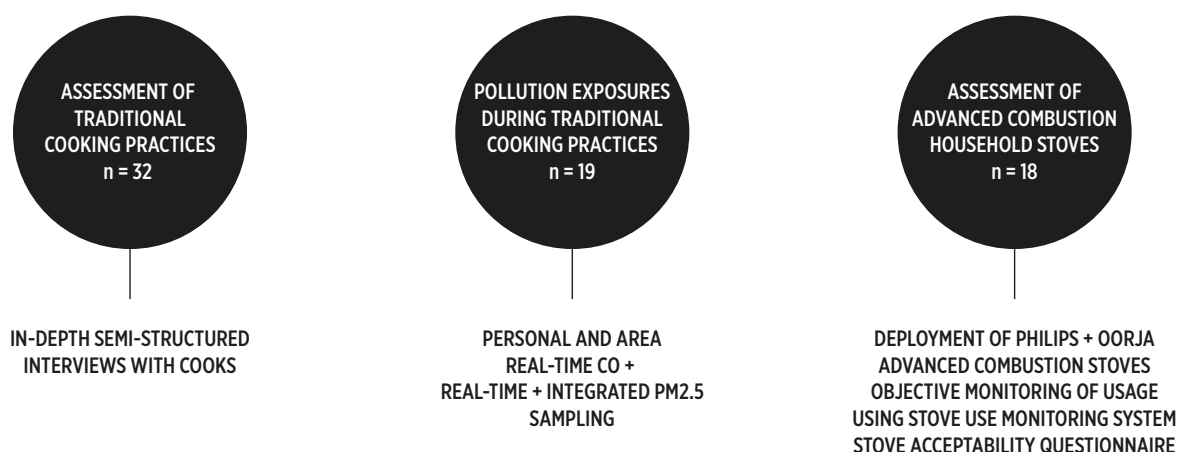 ASSESSMENT OF
TRADITIONAL
COOKING PRACTICES
n = 32
IN-DEPTH SEMI-STRUCTURED
INTERVIEWS WITH COOKS
POLLUTION EXPOSURES
DURING TRADITIONAL
COOKING PRACTICES
n = 19
PERSONAL AND AREA
REAL-TIME CO +
REAL-TIME + INTEGRATED PM2.5
SAMPLING
ASSESSMENT OF
ADVANCED COMBUSTION
HOUSEHOLD STOVES
n = 18
DEPLOYMENT OF PHILIPS + OORJA
ADVANCED COMBUSTION STOVES
OBJECTIVE MONITORING OF USAGE
USING STOVE USE MONITORING SYSTEM
STOVE ACCEPTABILITY QUESTIONNAIRE